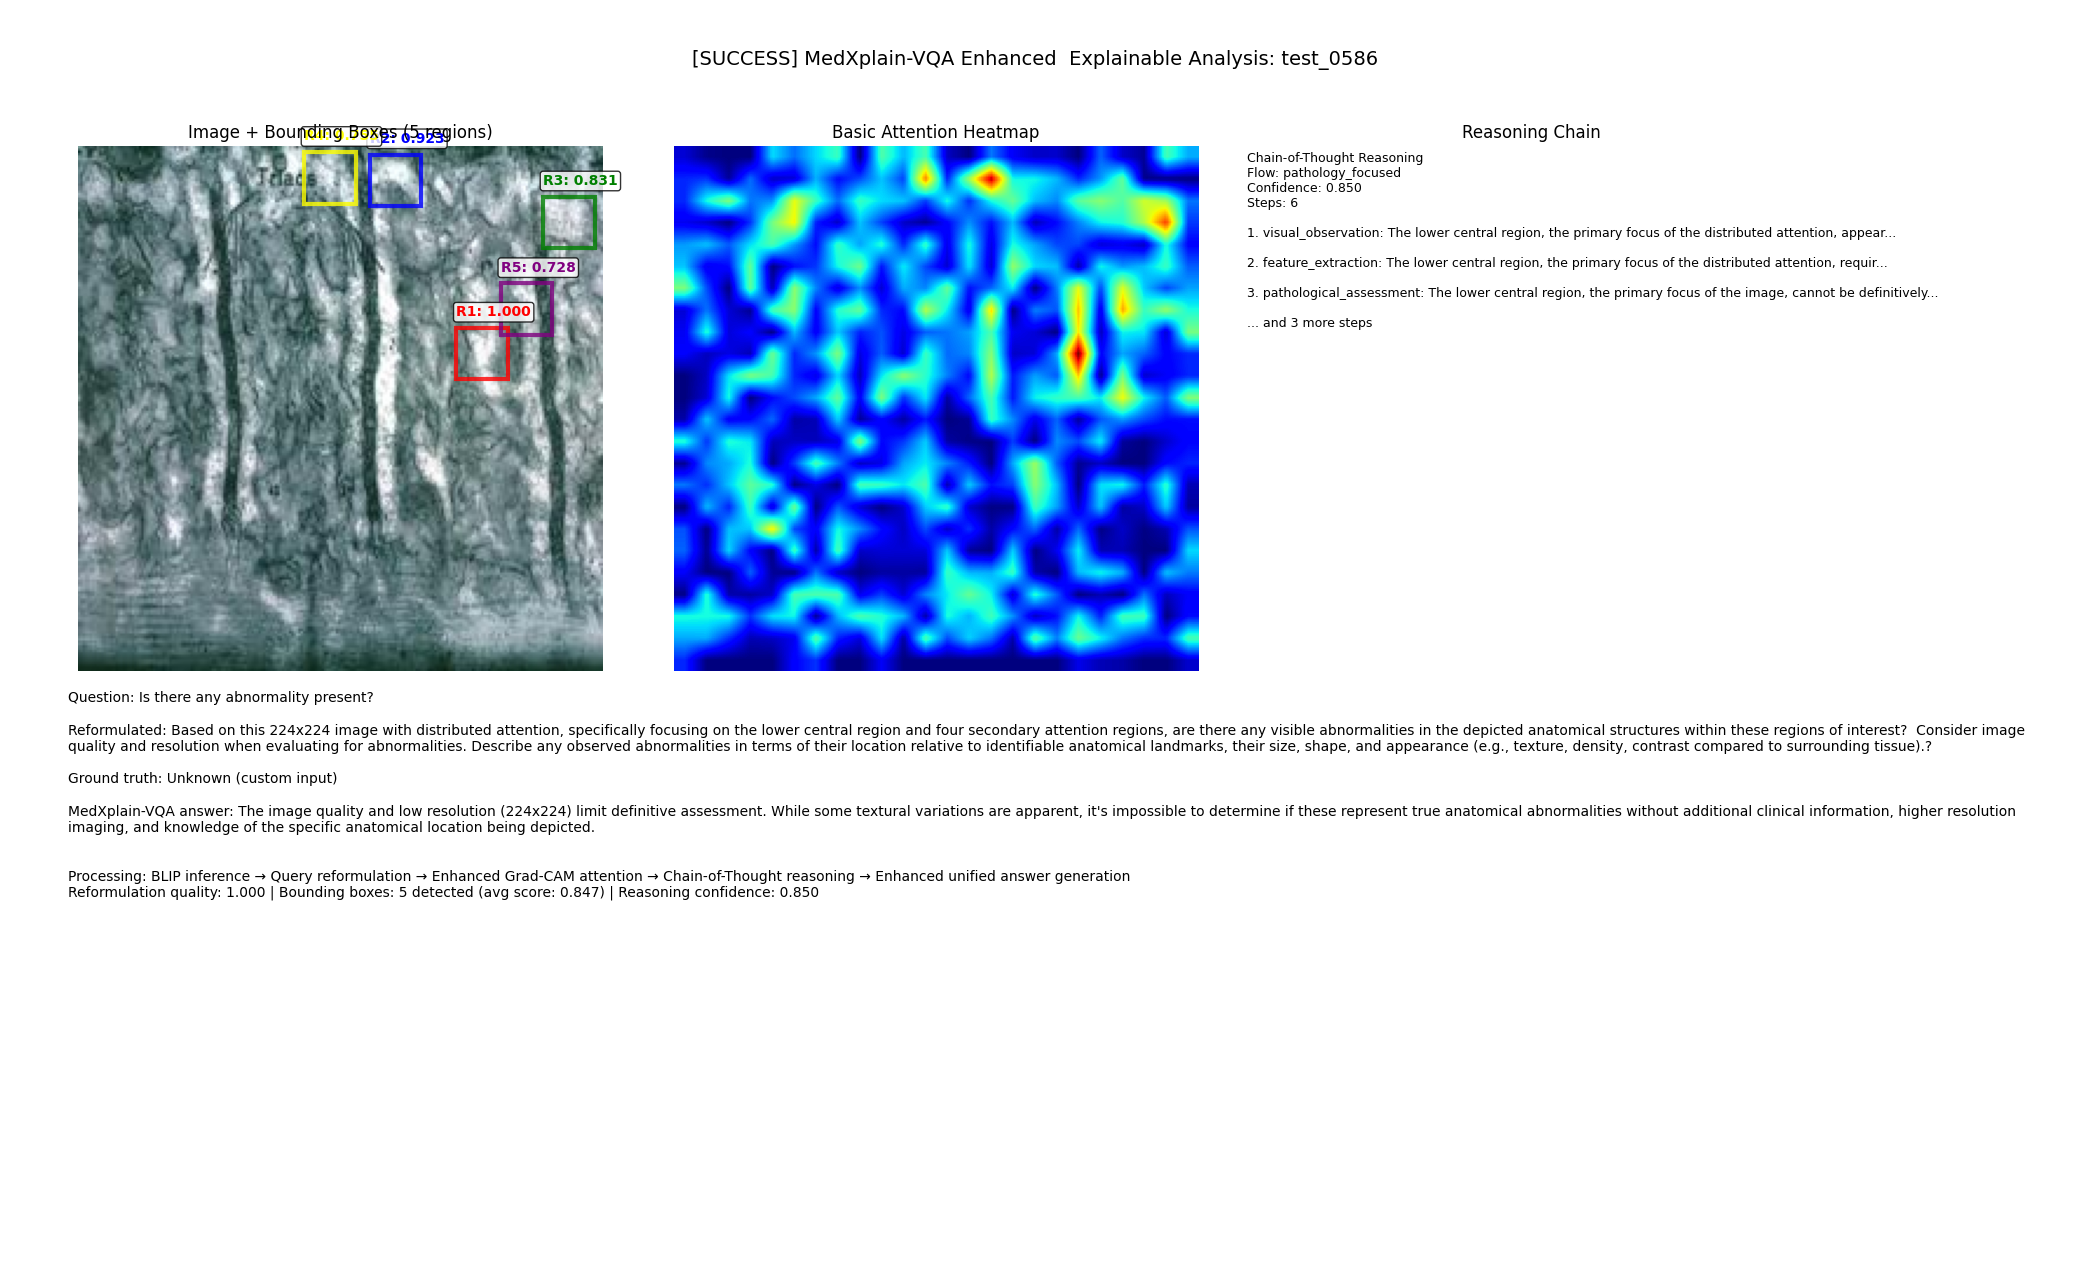 [SUCCESS] MedXplain-VQA Enhanced  Explainable Analysis: test_0586
Image + Bounding Boxes (5 regions)
2: 0.923
Triads
R3: 0.831
R5: 0.728
R1: 1.000
Basic Attention Heatmap
Reasoning Chain
Chain-of-Thought Reasoning
Flow: pathology_focused
Confidence: 0.850
Steps: 6
1. visual_observation: The lower central region, the primary focus of the distributed attention, appear...
2. feature_extraction: The lower central region, the primary focus of the distributed attention, requir...
3. pathological_assessment: The lower central region, the primary focus of the image, cannot be definitively...
... and 3 more steps
Question: Is there any abnormality present?
Reformulated: Based on this 224x224 image with distributed attention, specifically focusing on the lower central region and four secondary attention regions, are there any visible abnormalities in the depicted anatomical structures within these regions of interest?  Consider image
quality and resolution when evaluating for abnormalities. Describe any observed abnormalities in terms of their location relative to identifiable anatomical landmarks, their size, shape, and appearance (e.g., texture, density, contrast compared to surrounding tissue).?
Ground truth: Unknown (custom input)
MedXplain-VQA answer: The image quality and low resolution (224x224) limit definitive assessment. While some textural variations are apparent, it's impossible to determine if these represent true anatomical abnormalities without additional clinical information, higher resolution
imaging, and knowledge of the specific anatomical location being depicted.
Processing: BLIP inference → Query reformulation → Enhanced Grad-CAM attention → Chain-of-Thought reasoning → Enhanced unified answer generation
Reformulation quality: 1.000 | Bounding boxes: 5 detected (avg score: 0.847) | Reasoning confidence: 0.850